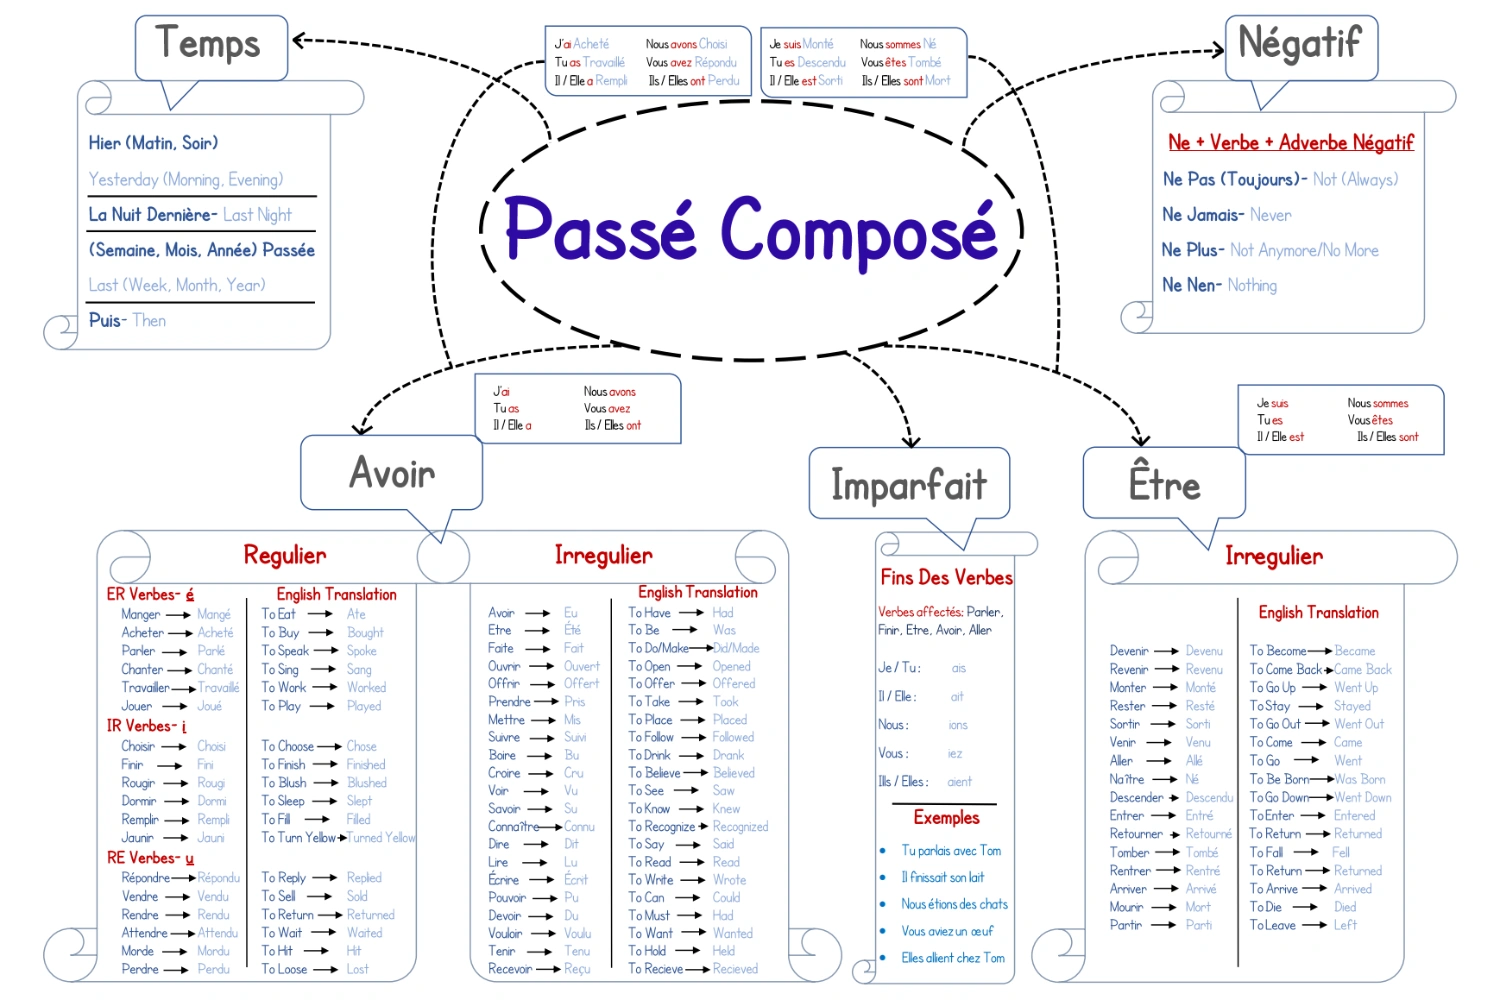 Temps
Hier (Matin, Soir)
Yesterday (Morning, Evening)
La Nuit Dernière- Last Night
(Semaine, Mois, Année) Passée
Last (Week, Month, Year)
Puis- Then
J'ai Acheté Nous avons Choisi
Tu as Travaillé Vous avez Répondu
Il / Elle a Rempli Ils / Elles ont Perdu
Je suis Monté Nous sommes Né
Tu es Descendu Vous êtes Tombé
Il / Elle est Sorti Ils / Elles sont Mort
Passé Composé
Négatif
Ne + Verbe + Adverbe Négatif
Ne Pas (Toujours)- Not (Always)
Ne Jamais- Never
Ne Plus- Not Anymore/No More
Ne Nen- Nothing
J'ai Nous avons
Tu as Vous avez
Il / Elle a Ils / Elles ont
Avoir
Regulier
ER Verbes- é English Translation
Manger Mangé To Eat Ate
Acheter Acheté To Buy Bought
Parler Parlé To Speak Spoke
Chanter Chanté To Sing Sang
Travailler Travaillé To Work Worked
Jouer Joué To Play Played
IR Verbes- i
Choisir Choisi To Choose Chose
Finir Fini To Finish Finished
Rougir Rougi To Blush Blushed
Dormir Dormi To Sleep Slept
Remplir Rempli To Fill Filled
Jaunir Jauni To Turn Yellow Turned Yellow
RE Verbes- u
Répondre Répondu To Reply Replied
Vendre Vendu To Sell Sold
Rendre Rendu To Return Returned
Attendre Attendu To Wait Waited
Morde Mordu To Hit Hit
Perdre Perdu To Loose Lost
Irregulier
English Translation
Avoir Eu To Have Had
Etre Été To Be Was
Faite Fait To Do/Make Did/Made
Ouvrir Ouvert To Open Opened
Offrir Offert To Offer Offered
Prendre Pris To Take Took
Mettre Mis To Place Placed
Suivre Suivi To Follow Followed
Boire Bu To Drink Drank
Croire Cru To Believe Believed
Voir Vu To See Saw
Savoir Su To Know Knew
Conna?tre Connu To Recognize Recognized
Dire Dit To Say Said
Lire Lu To Read Read
Écrire Écrit To Write Wrote
Pouvoir Pu To Can Could
Devoir Du To Must Had
Vouloir Voulu To Want Wanted
Tenir Tenu To Hold Held
Recevoir Reçu To Recieve Recieved
Imparfait
Fins Des Verbes
Verbes affectés: Parler,
Finir, Etre, Avoir, Aller
Je / Tu : ais
Il / Elle : ait
Nous : ions
Vous : iez
Ills / Elles : aient
Exemples
• Tu parlais avec Tom
• Il finissait son lait
• Nous étions des chats
• Vous aviez un œuf
• Elles allient chez Tom
Je suis Nous sommes
Tu es Vous êtes
Il / Elle est Ils / Elles sont
Être
Irregulier
English Translation
Devenir Devenu To Become Became
Revenir Revenu To Come Back Came Back
Monter Monté To Go Up Went Up
Rester Resté To Stay Stayed
Sortir Sorti To Go Out Went Out
Venir Venu To Come Came
Aller Allé To Go Went
Na?tre Né To Be Born Was Born
Descender Descendu To Go Down Went Down
Entrer Entré To Enter Entered
Retourner Retourné To Return Returned
Tomber Tombé To Fall Fell
Rentrer Rentré To Return Returned
Arriver Arrivé To Arrive Arrived
Mourir Mort To Die Died
Partir Parti To Leave Left